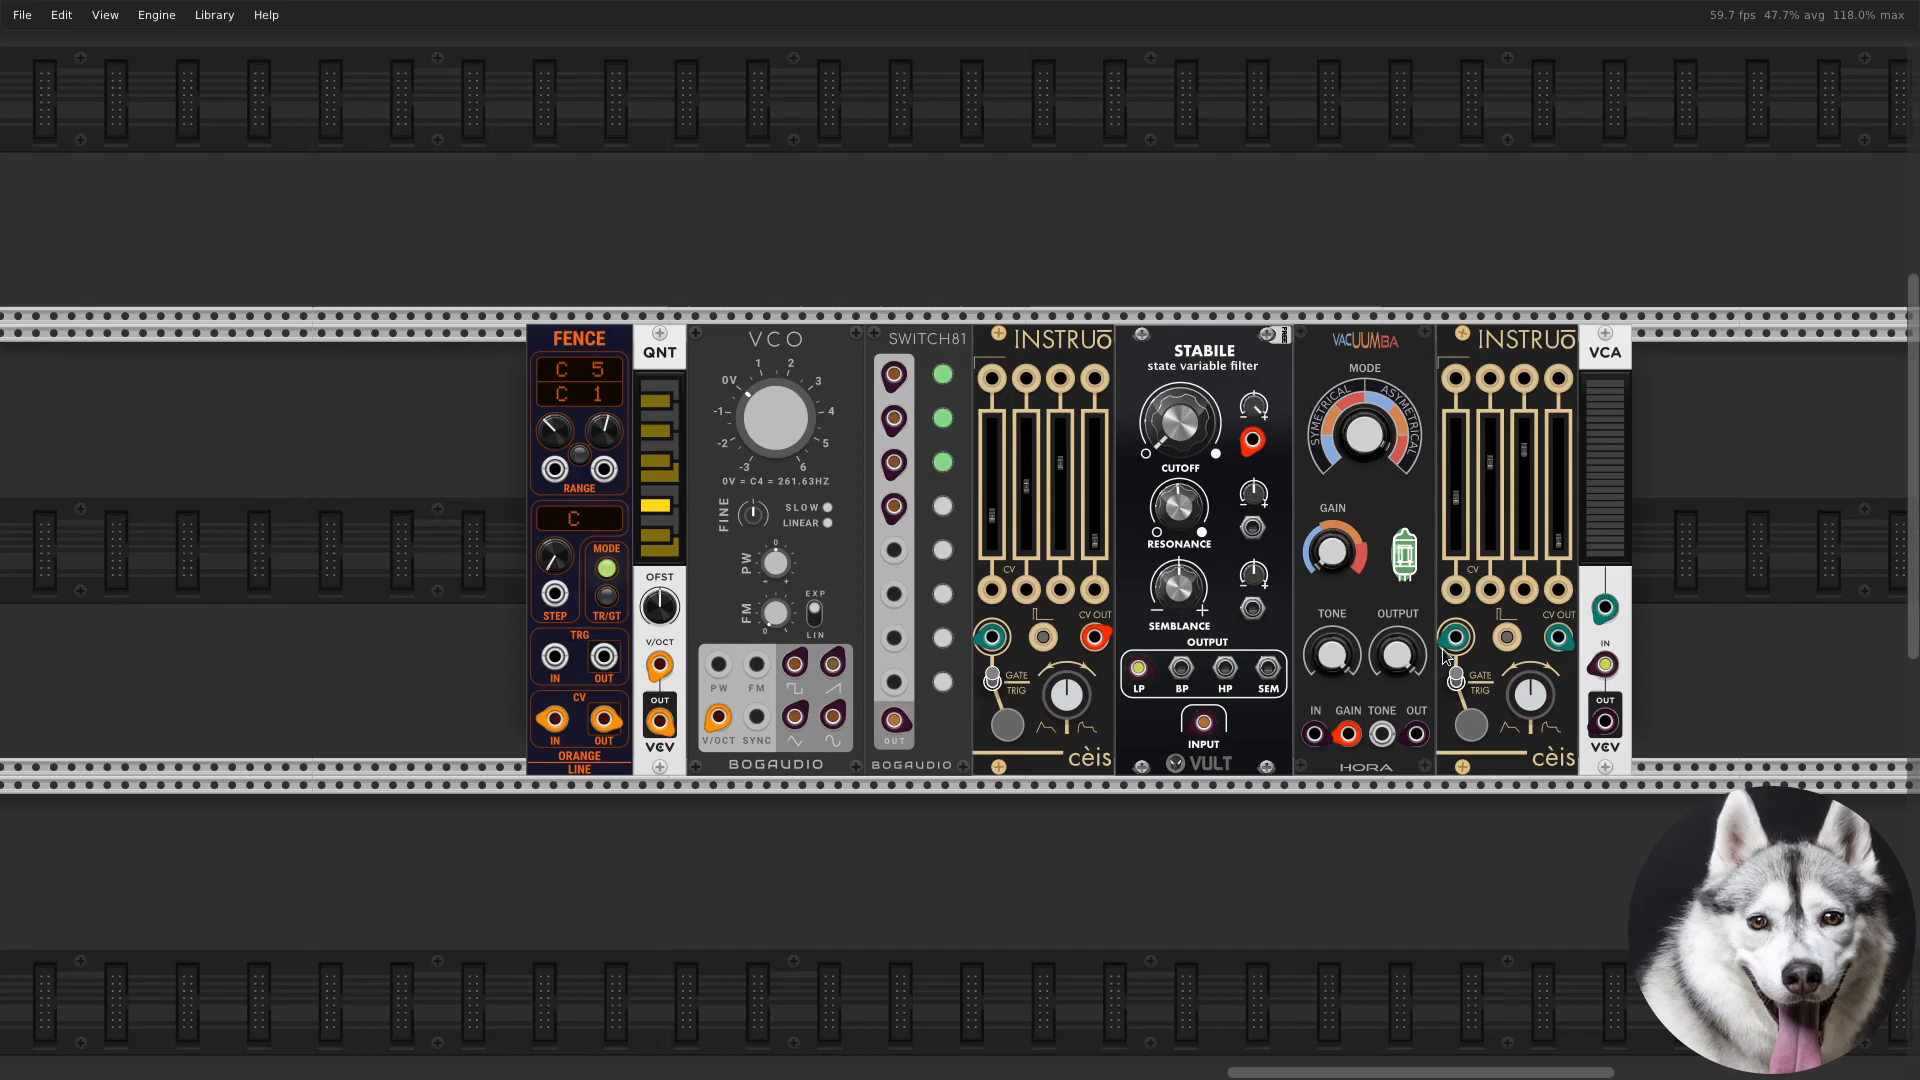 File Edit View Engine Library Help
59.7 fps 47.7% avg 118.0% max
FENCE
C 5
C 1
RANGE
C
STEP
MODE
TR/GT
TRG
IN OUT
CV
IN OUT
ORANGE
LINE
QNT
OFST
V/OCT
OUT
VCV
VCO
-3 -2 -1 0V 1 2 3 4 5 6
0V = C4 = 261.63HZ
FINE
SLOW
LINEAR
PW
0
- +
FM
0
EXP
LIN
PW FM
V/OCT SYNC
BOGAUDIO
SWITCH81
OUT
BOGAUDIO
INSTRUō
CV
CV OUT
GATE
TRIG
cèis
STABILE
state variable filter
FREE
CUTOFF
- +
RESONANCE
- +
SEMBLANCE
- +
- +
OUTPUT
LP BP HP SEM
INPUT
VULT
VACUUMBA
MODE
SYMETRICAL ASYMETRICAL
GAIN
TONE OUTPUT
IN GAIN TONE OUT
HORA
INSTRUō
CV
CV OUT
GATE
TRIG
cèis
VCA
IN
OUT
VCV